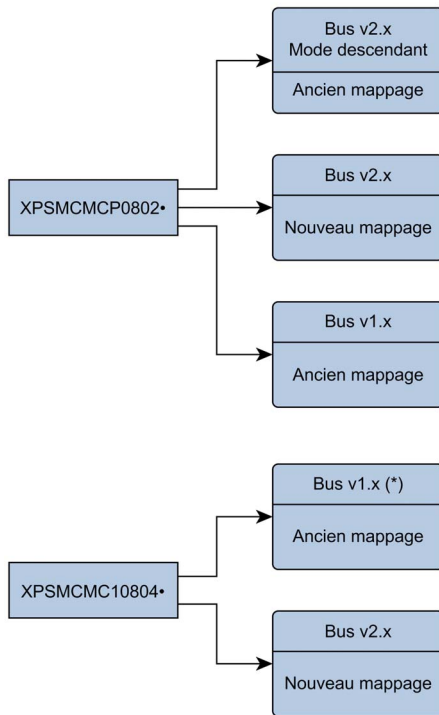 Bus v2.x
Mode descendant
Ancien mappage
XPSMCMCP0802•
Bus v2.x
Nouveau mappage
Bus v1.x
Ancien mappage
Bus v1.x (*)
Ancien mappage
XPSMCMC10804•
Bus v2.x
Nouveau mappage